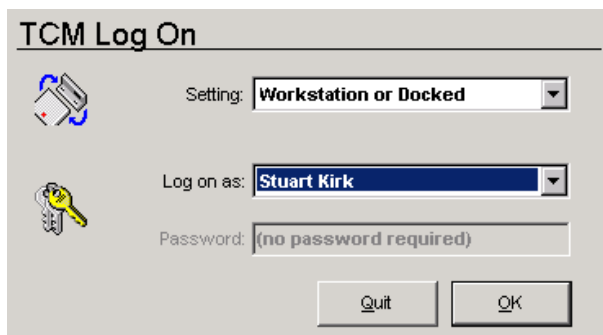 TCM Log On
Setting: Workstation or Docked
Log on as: Stuart Kirk
Password: (no password required)
Quit OK